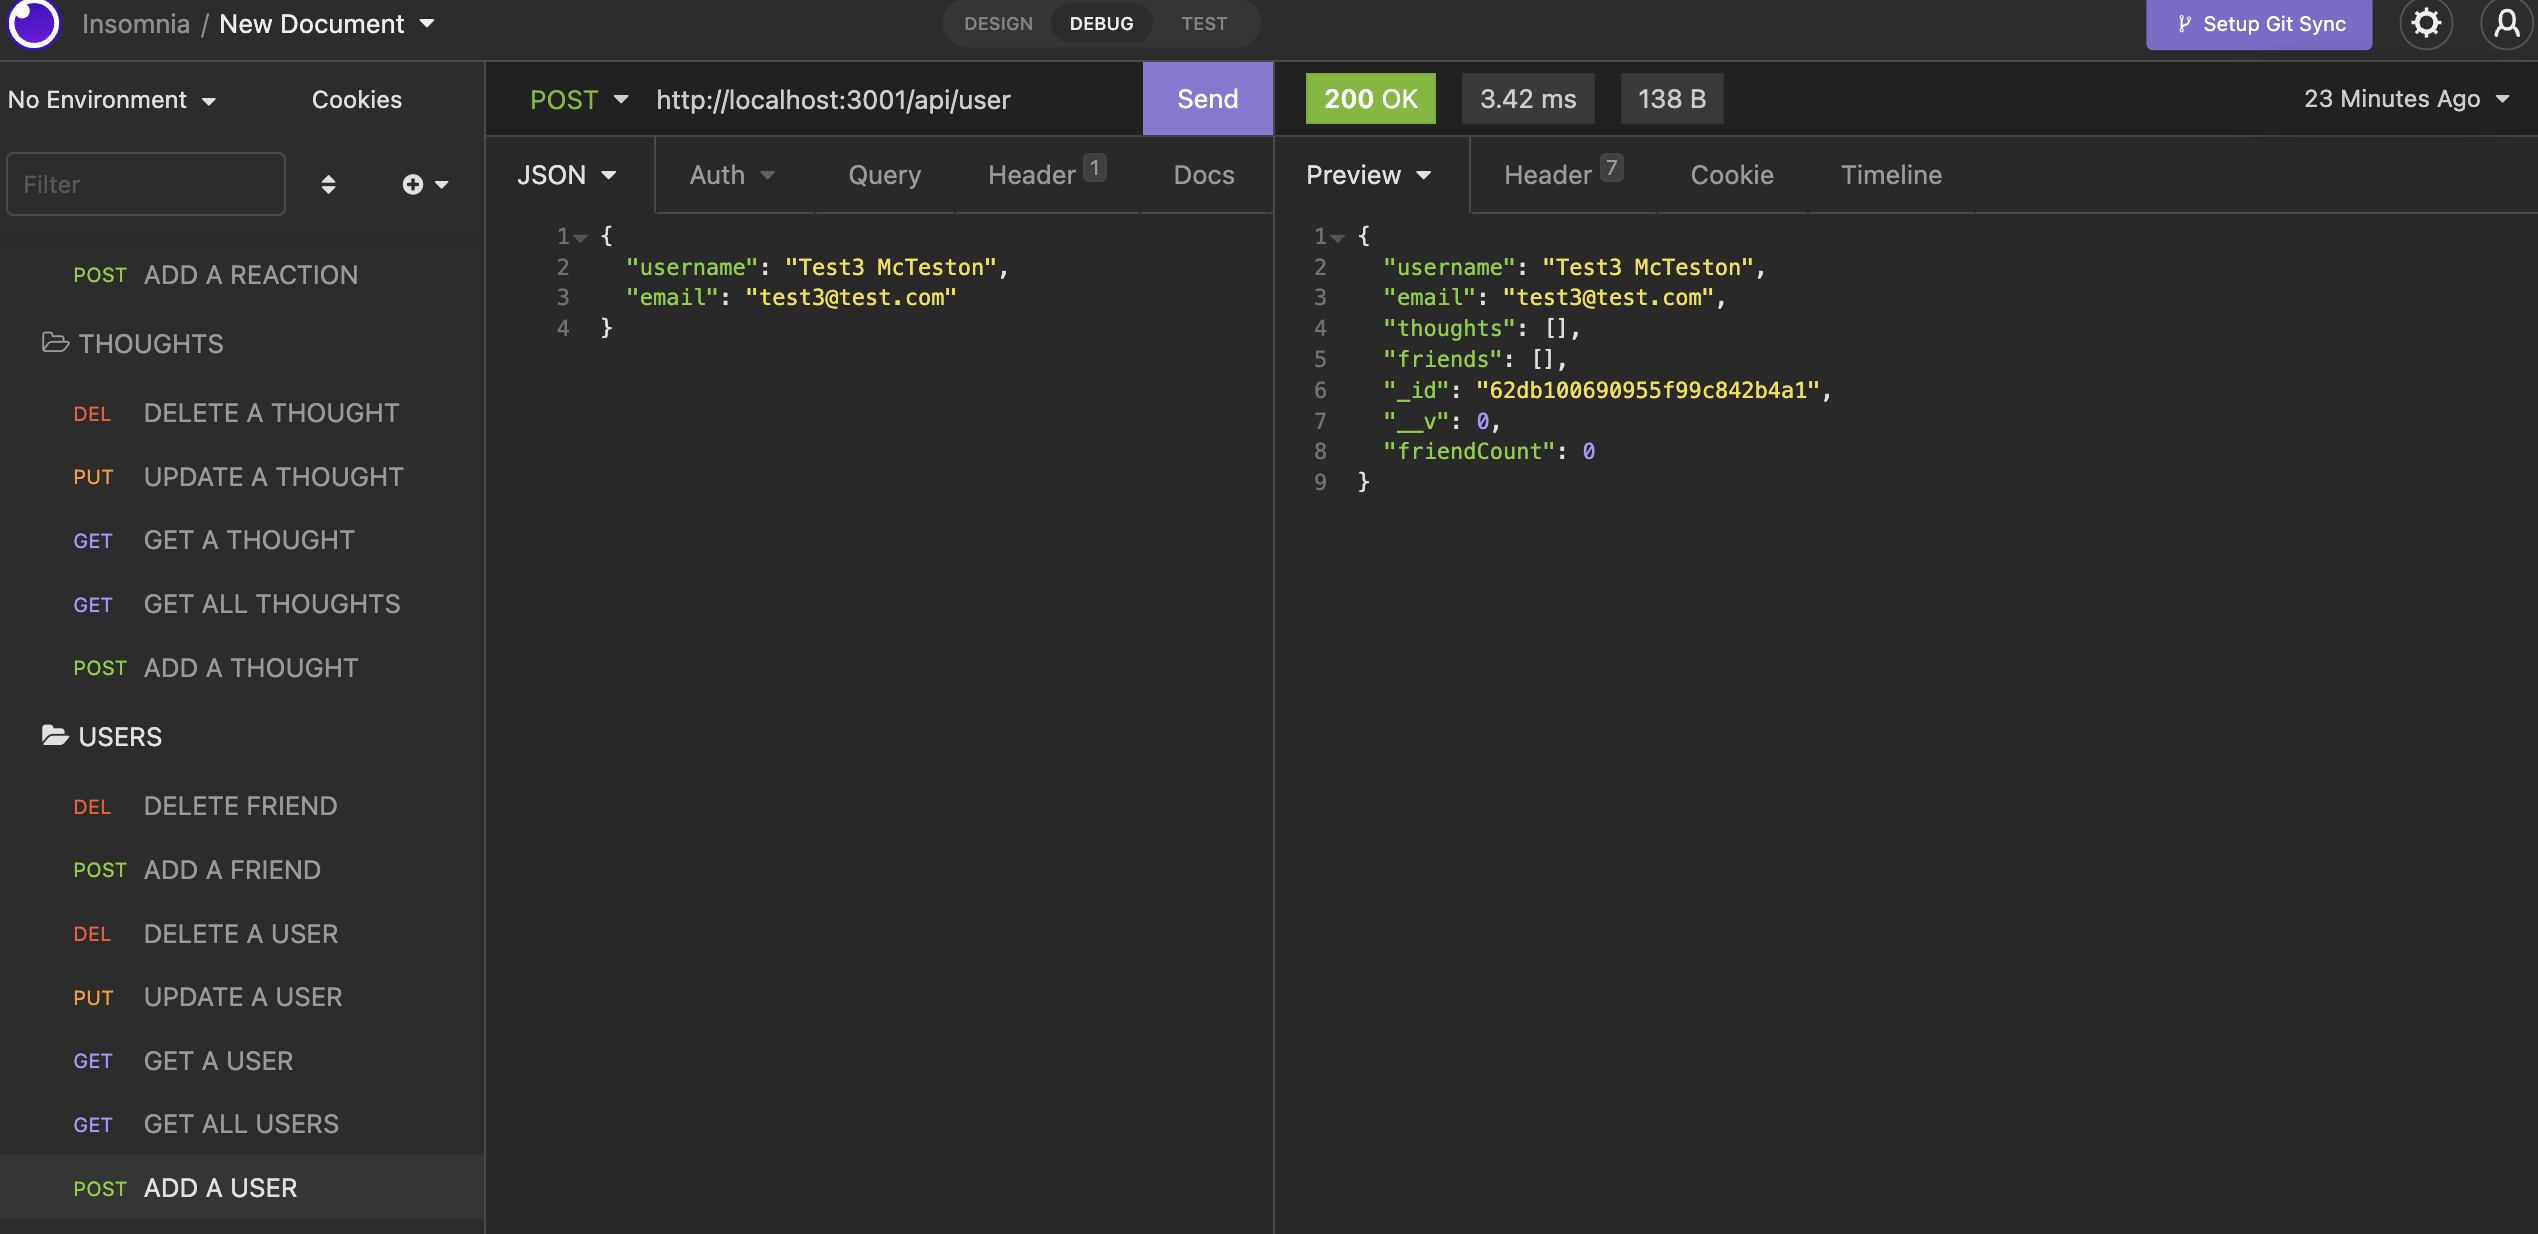 Insomnia / New Document
DESIGN DEBUG TEST
Setup Git Sync
No Environment Cookies
Filter
POST ADD A REACTION
THOUGHTS
DEL DELETE A THOUGHT
PUT UPDATE A THOUGHT
GET GET A THOUGHT
GET GET ALL THOUGHTS
POST ADD A THOUGHT
USERS
DEL DELETE FRIEND
POST ADD A FRIEND
DEL DELETE A USER
PUT UPDATE A USER
GET GET A USER
GET GET ALL USERS
POST ADD A USER
POST http://localhost:3001/api/user Send
JSON Auth Query Header 1 Docs
1 {
2 "username": "Test3 McTeston",
3 "email": "test3@test.com"
4 }
200 OK 3.42 ms 138 B 23 Minutes Ago
Preview Header 7 Cookie Timeline
1 {
2 "username": "Test3 McTeston",
3 "email": "test3@test.com",
4 "thoughts": [],
5 "friends": [],
6 "_id": "62db100690955f99c842b4a1",
7 "__v": 0,
8 "friendCount": 0
9 }